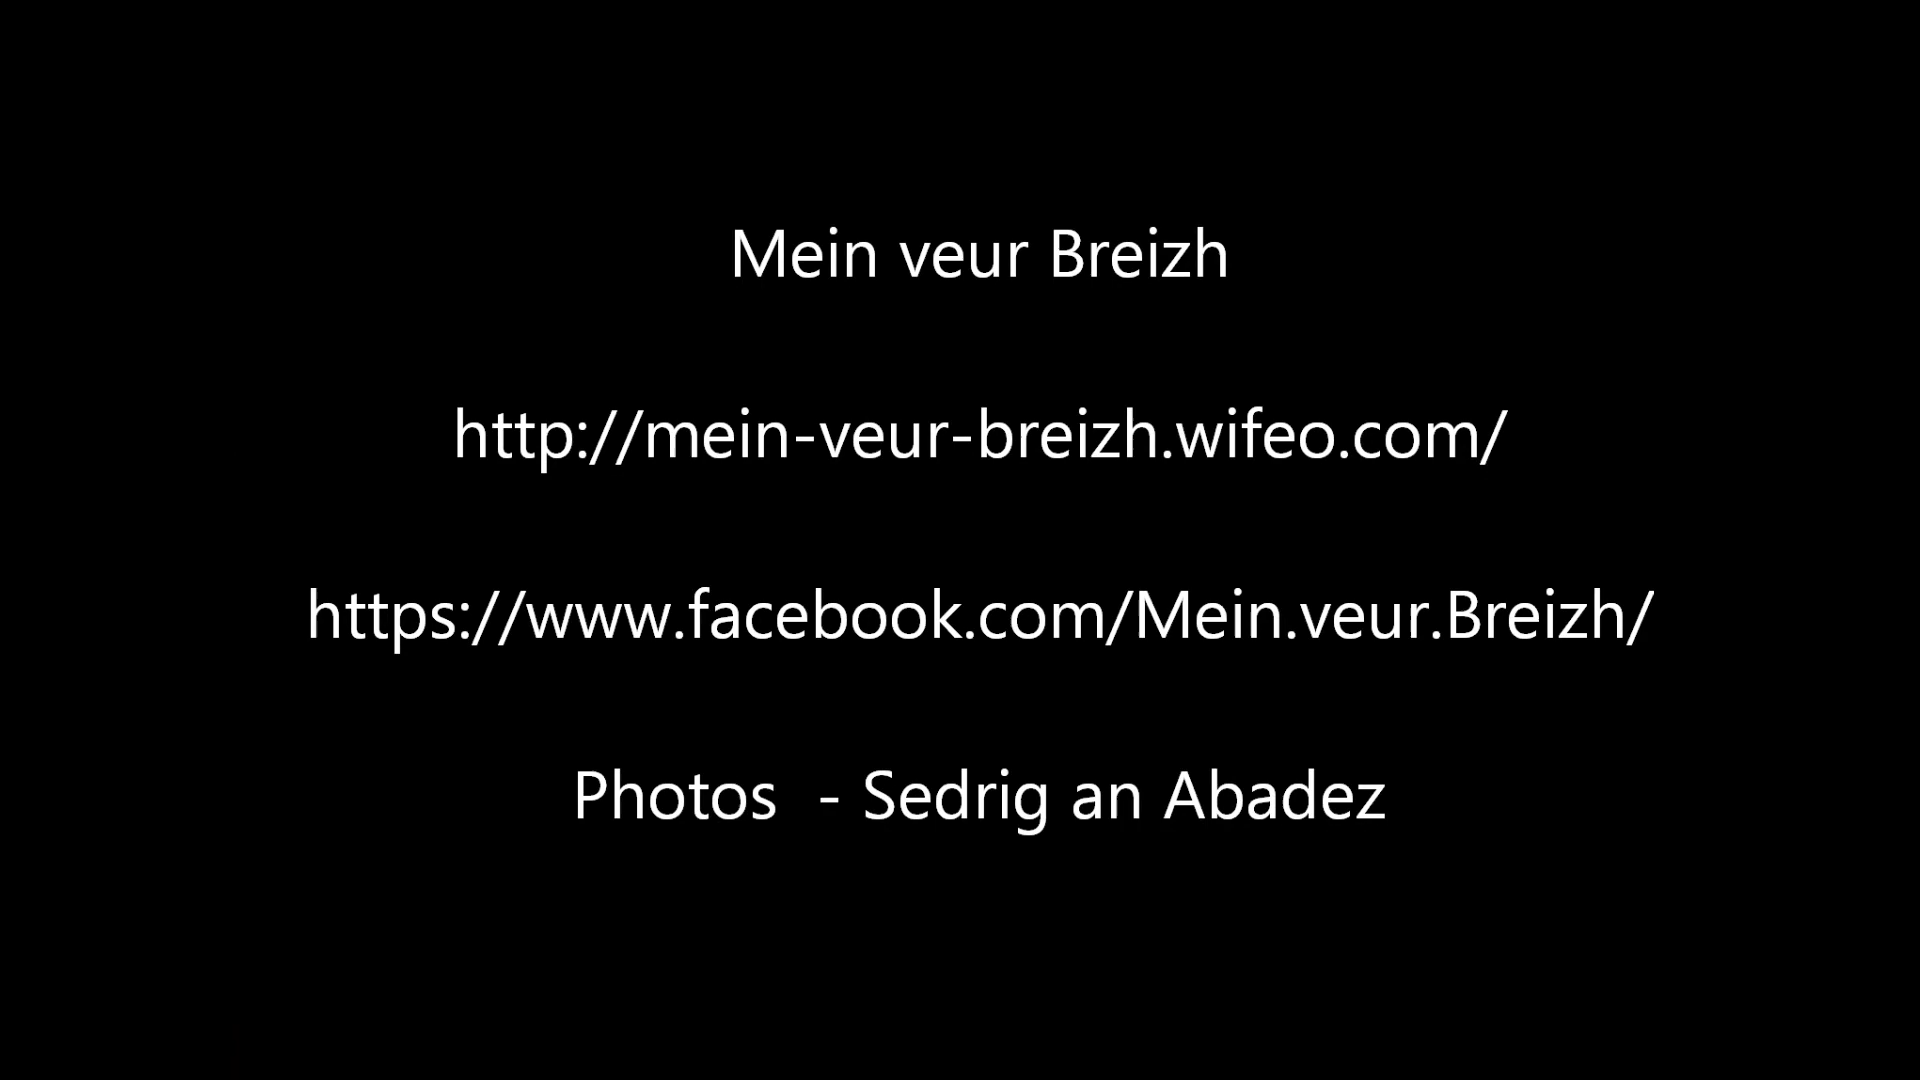 Mein veur Breizh
http://mein-veur-breizh.wifeo.com/
https://www.facebook.com/Mein.veur.Breizh/
Photos  - Sedrig an Abadez